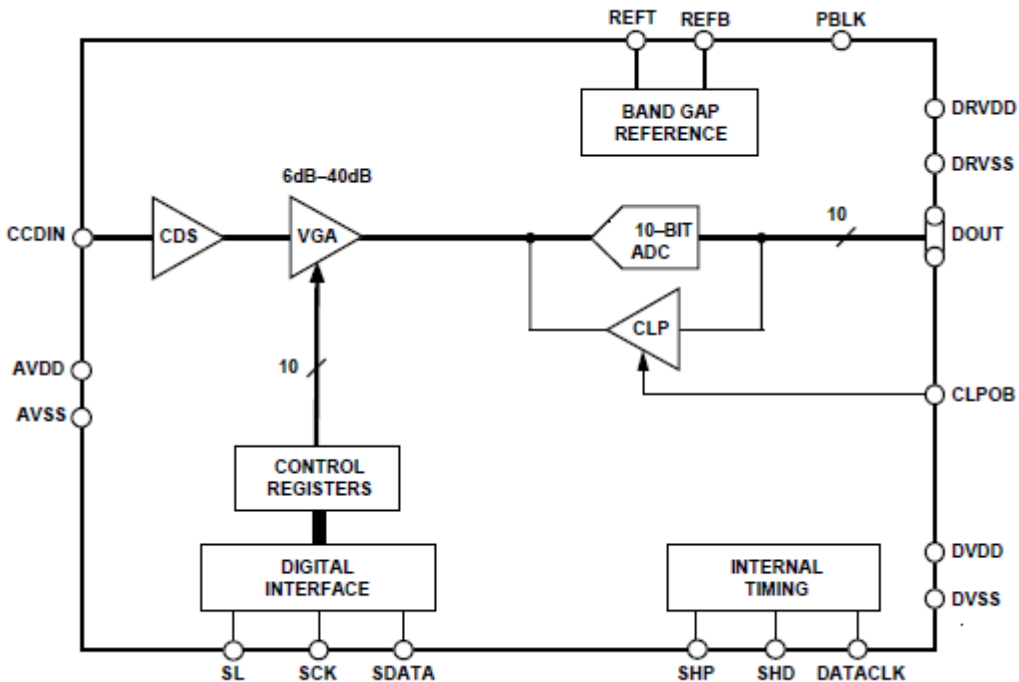 REFT REFB PBLK
BAND GAP
REFERENCE
DRVDD
DRVSS
6dB–40dB
CCDIN
CDS
VGA
10–BIT
ADC
10
DOUT
CLP
AVDD
10
CLPOB
AVSS
CONTROL
REGISTERS
DIGITAL
INTERFACE
INTERNAL
TIMING
DVDD
DVSS
SL SCK SDATA SHP SHD DATACLK